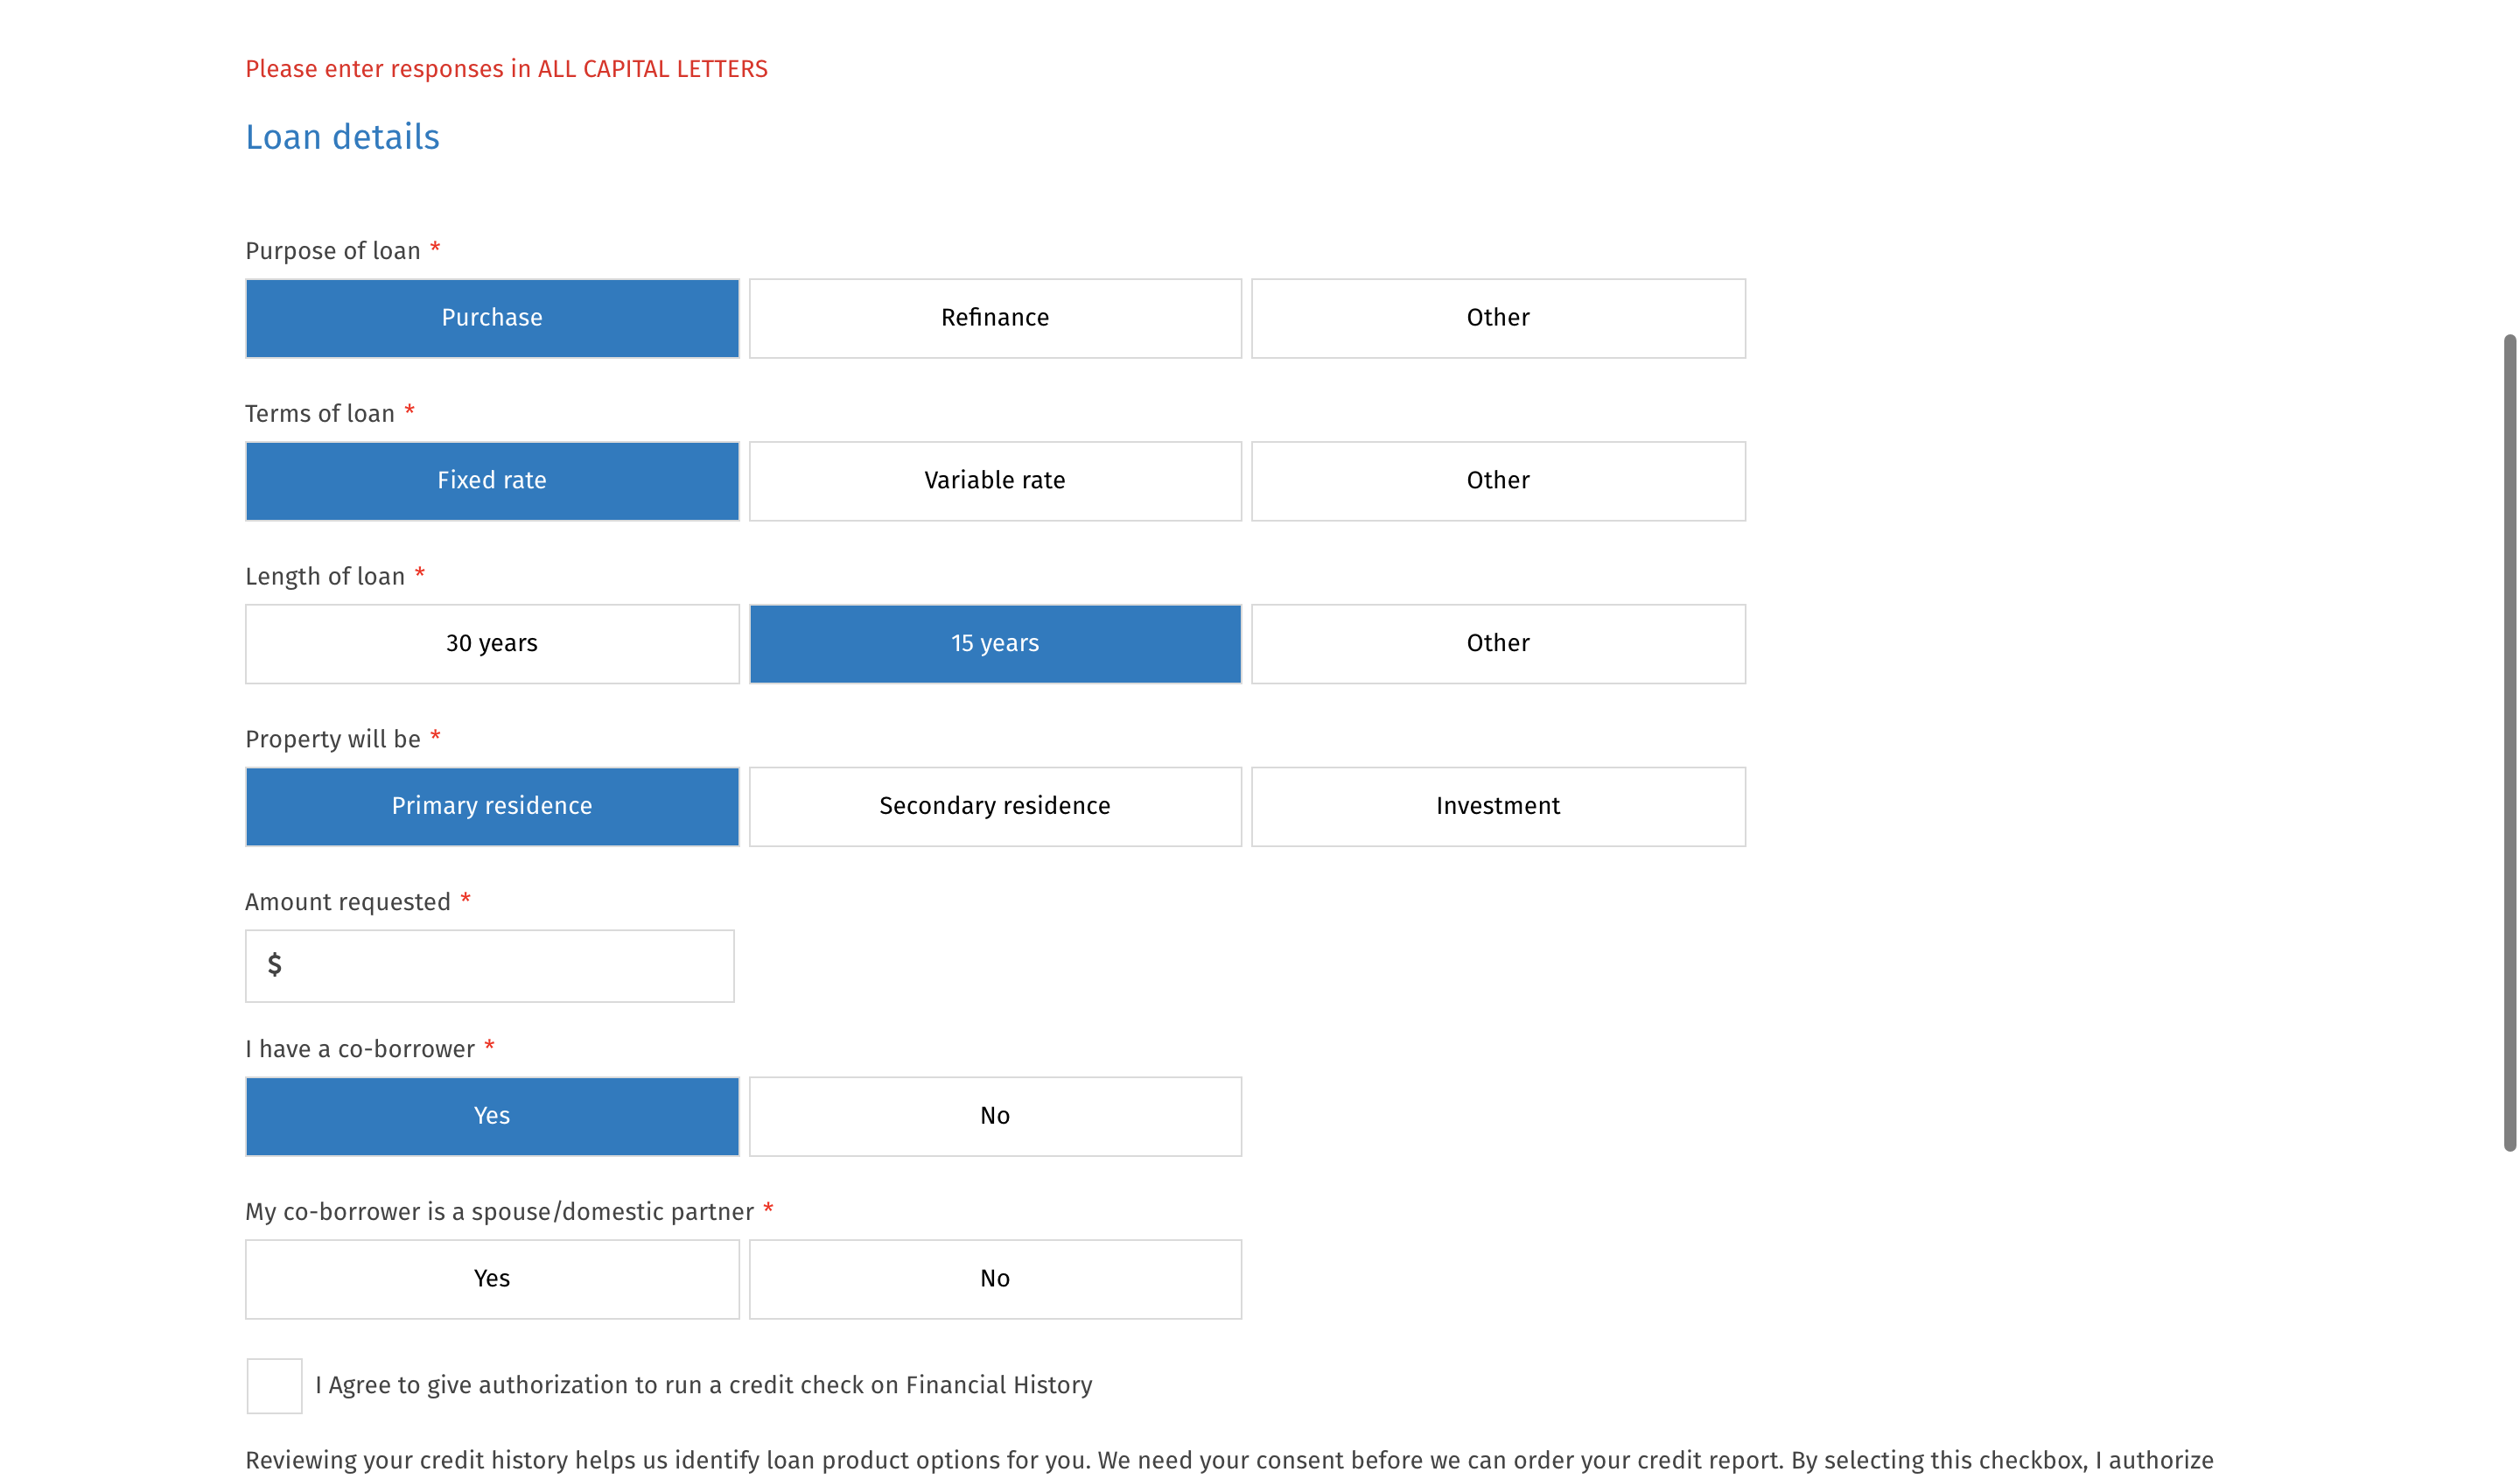 Please enter responses in ALL CAPITAL LETTERS
Loan details
Purpose of loan *
Purchase Refinance Other
Terms of loan *
Fixed rate Variable rate Other
Length of loan *
30 years 15 years Other
Property will be *
Primary residence Secondary residence Investment
Amount requested *
$
I have a co-borrower *
Yes No
My co-borrower is a spouse/domestic partner *
Yes No
I Agree to give authorization to run a credit check on Financial History
Reviewing your credit history helps us identify loan product options for you. We need your consent before we can order your credit report. By selecting this checkbox, I authorize